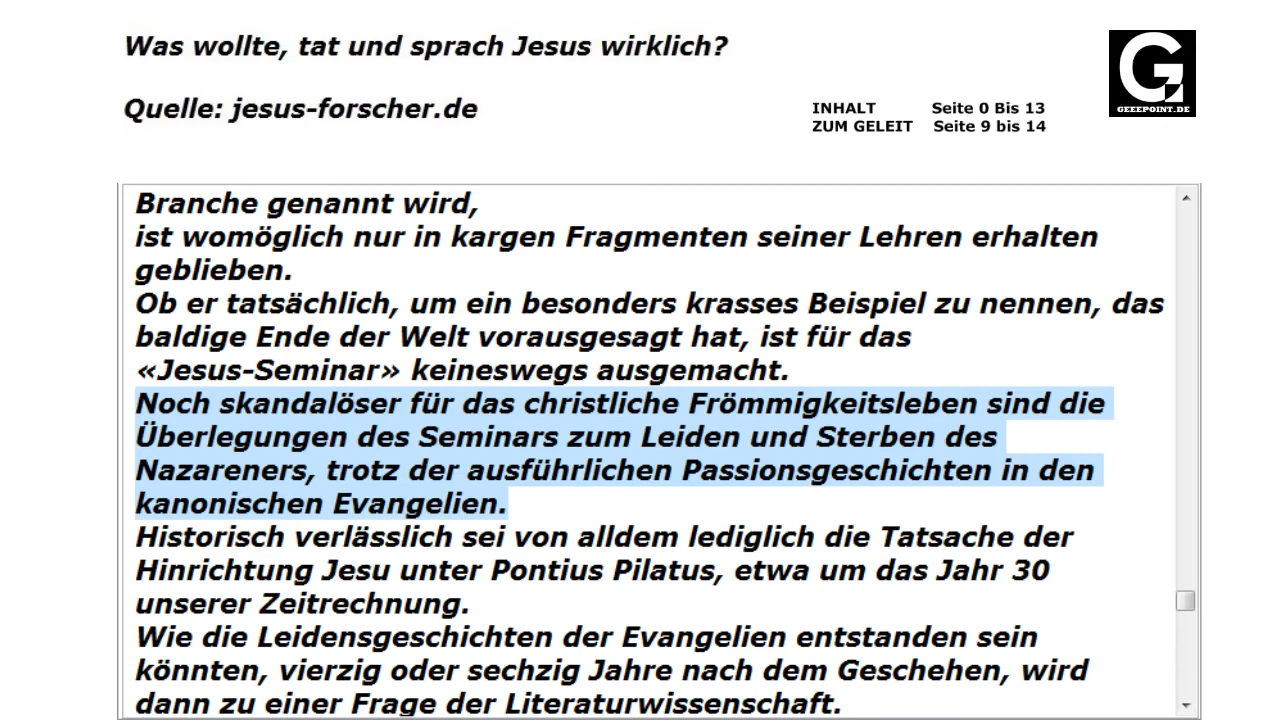 Was wollte, tat und sprach Jesus wirklich?
Quelle: jesus-forscher.de
INHALT Seite 0 Bis 13
ZUM GELEIT Seite 9 bis 14
G
GEEEPOINT.DE
Branche genannt wird,
ist womöglich nur in kargen Fragmenten seiner Lehren erhalten
geblieben.
Ob er tatsächlich, um ein besonders krasses Beispiel zu nennen, das
baldige Ende der Welt vorausgesagt hat, ist für das
«Jesus-Seminar» keineswegs ausgemacht.
Noch skandalöser für das christliche Frömmigkeitsleben sind die
Überlegungen des Seminars zum Leiden und Sterben des
Nazareners, trotz der ausführlichen Passionsgeschichten in den
kanonischen Evangelien.
Historisch verlässlich sei von alldem lediglich die Tatsache der
Hinrichtung Jesu unter Pontius Pilatus, etwa um das Jahr 30
unserer Zeitrechnung.
Wie die Leidensgeschichten der Evangelien entstanden sein
könnten, vierzig oder sechzig Jahre nach dem Geschehen, wird
dann zu einer Frage der Literaturwissenschaft.